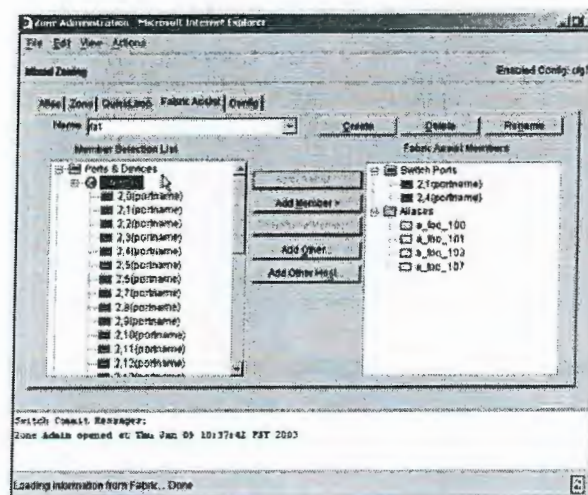 Zone Administration - Microsoft Internet Explorer
File Edit View Actions
Mixed Zoning
Enabled Config: cfg1
Alias Zone QuickLoop Fabric Assist Config
Name
Create Delete Rename
Member Selection List
Fabric Assist Members
Ports & Devices
2,0(portname)
2,1(portname)
2,2(portname)
2,3(portname)
2,4(portname)
2,5(portname)
2,6(portname)
2,7(portname)
2,8(portname)
2,9(portname)
2,10(portname)
2,11(portname)
2,12(portname)
Add Member >
Add Other...
Add Other Host...
Switch Ports
2,1(portname)
2,4(portname)
Aliases
Switch Commit Messages:
Zone Admin opened at Thu Jan 09 10:37:42 PST 2003
Loading information from Fabric... Done